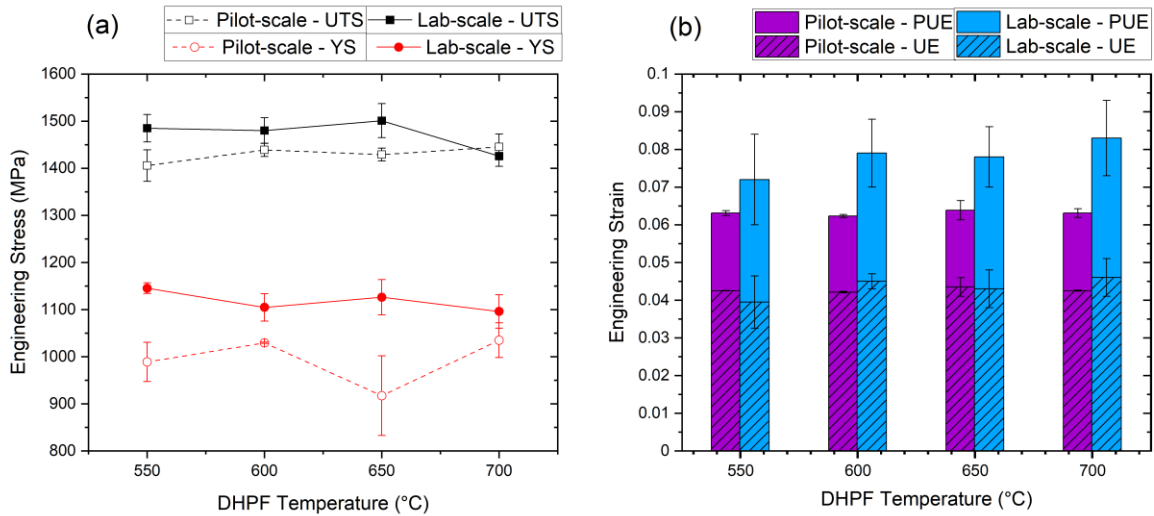 (a)
Pilot-scale - UTS Lab-scale - UTS
Pilot-scale - YS Lab-scale - YS
1600
1500
1400
1300
1200
1100
1000
900
800
Engineering Stress (MPa)
550 600 650 700
DHPF Temperature (°C)
(b)
Pilot-scale - PUE Lab-scale - PUE
Pilot-scale - UE Lab-scale - UE
0.1
0.09
0.08
0.07
0.06
0.05
0.04
0.03
0.02
0.01
0
Engineering Strain
550 600 650 700
DHPF Temperature (°C)